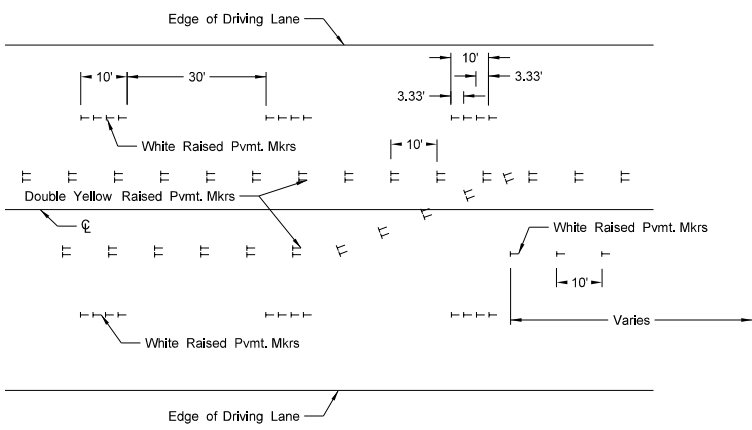 Edge of Driving Lane
10'
30'
10'
3.33'
3.33'
White Raised Pvmt. Mkrs
10'
Double Yellow Raised Pvmt. Mkrs
℄
White Raised Pvmt. Mkrs
10'
Varies
White Raised Pvmt. Mkrs
Edge of Driving Lane